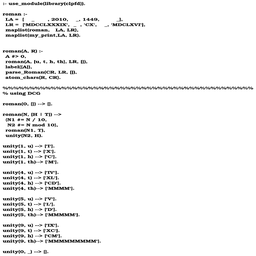 :- use_module(library(clpfd)).
roman :-
LA = [ _ , 2010, _, 1449, _],
LR = ['MDCCLXXXIX', _ , 'CX', _, 'MDCLXVI'],
maplist(roman, LA, LR),
maplist(my_print,LA, LR).
roman(A, R) :-
A #> 0,
roman(A, [u, t, h, th], LR, []),
label([A]),
parse_Roman(CR, LR, []),
atom_chars(R, CR).
% using DCG
roman(0, []) --> [].
roman(N, [H | T]) -->
{N1 #= N / 10,
N2 #= N mod 10},
roman(N1, T),
unity(N2, H).
unity(1, u) --> ['I'].
unity(1, t) --> ['X'].
unity(1, h) --> ['C'].
unity(1, th)--> ['M'].
unity(4, u) --> ['IV'].
unity(4, t) --> ['XL'].
unity(4, h) --> ['CD'].
unity(4, th)--> ['MMMM'].
unity(5, u) --> ['V'].
unity(5, t) --> ['L'].
unity(5, h) --> ['D'].
unity(5, th)--> ['MMMMM'].
unity(9, u) --> ['IX'].
unity(9, t) --> ['XC'].
unity(9, h) --> ['CM'].
unity(9, th)--> ['MMMMMMMMM'].
unity(0, _) --> [].